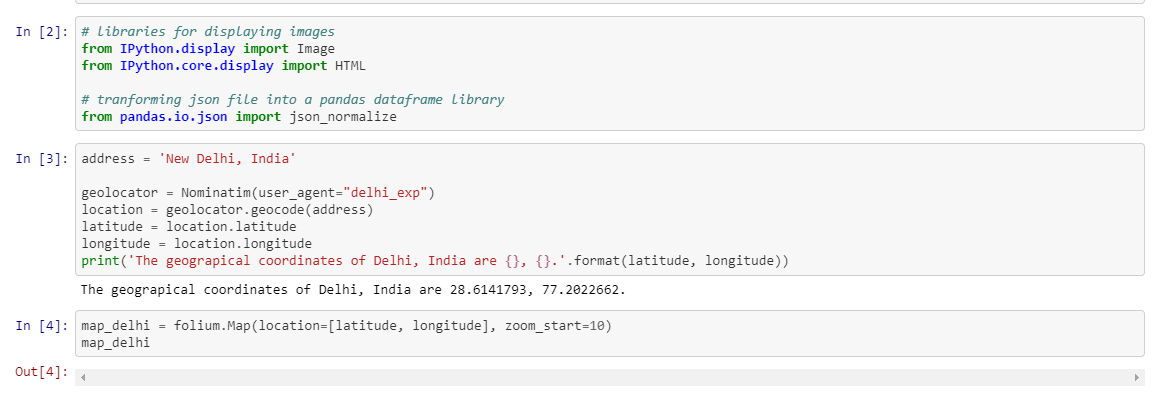 In [2]: # libraries for displaying images
from IPython.display import Image
from IPython.core.display import HTML
# tranforming json file into a pandas dataframe library
from pandas.io.json import json_normalize
In [3]: address = 'New Delhi, India'
geolocator = Nominatim(user_agent="delhi_exp")
location = geolocator.geocode(address)
latitude = location.latitude
longitude = location.longitude
print('The geograpical coordinates of Delhi, India are {}, {}.'.format(latitude, longitude))
The geograpical coordinates of Delhi, India are 28.6141793, 77.2022662.
In [4]: map_delhi = folium.Map(location=[latitude, longitude], zoom_start=10)
map_delhi
Out[4]: